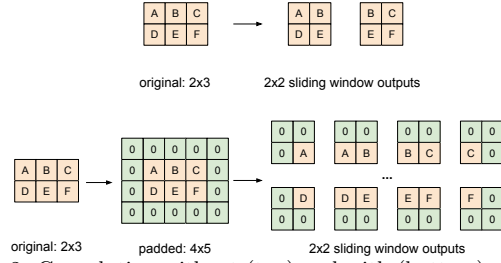 A B C A B B C
D E F D E E F
original: 2x3 2x2 sliding window outputs
0 0 0 0 0 0 0 0 0 0 0 0 0
A B C 0 A B C 0 0 A A B B C C 0
D E F 0 D E F 0 ...
0 0 0 0 0 0 D D E E F F 0
0 0 0 0 0 0 0 0
original: 2x3 padded: 4x5 2x2 sliding window outputs